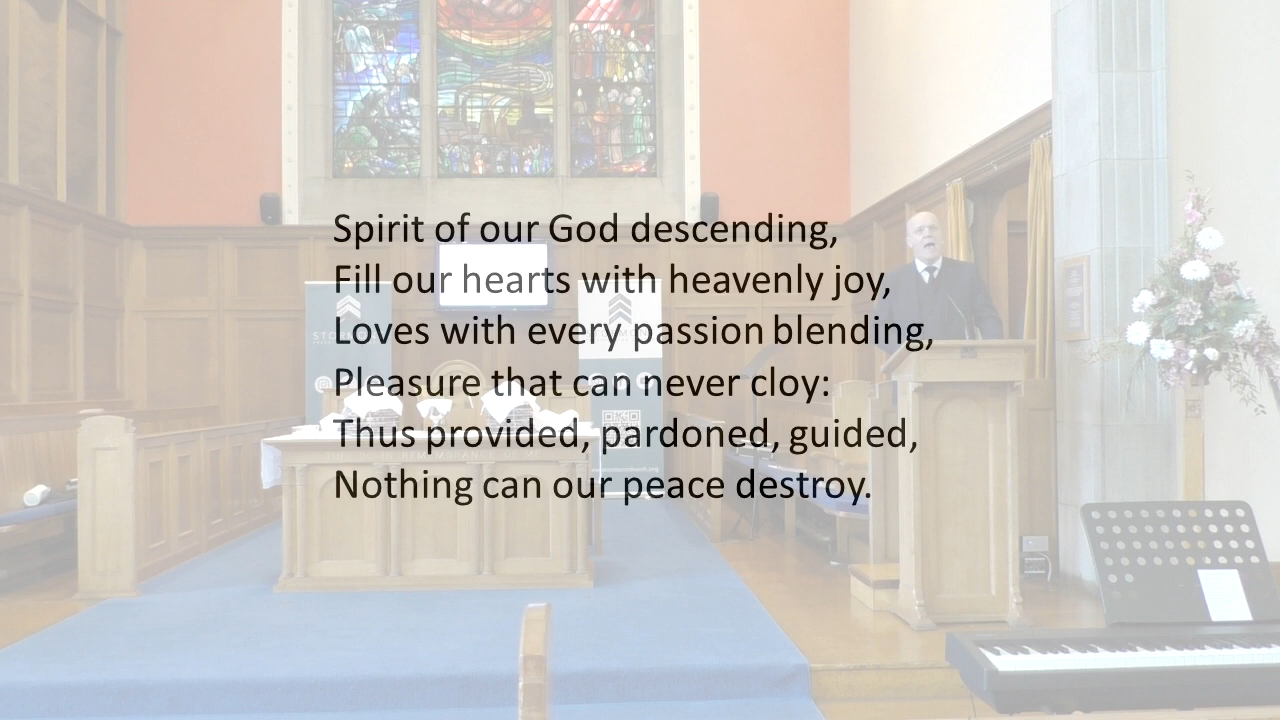 Spirit of our God descending,
Fill our hearts with heavenly joy,
Loves with every passion blending,
Pleasure that can never cloy:
Thus provided, pardoned, guided,
Nothing can our peace destroy.